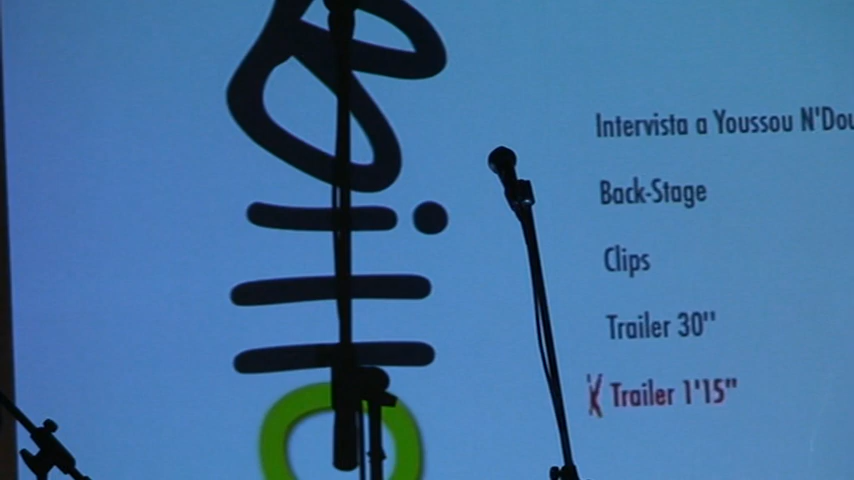 Intervista a Youssou N'Dou
Back-Stage
Clips
Trailer 30"
Trailer 1'15"